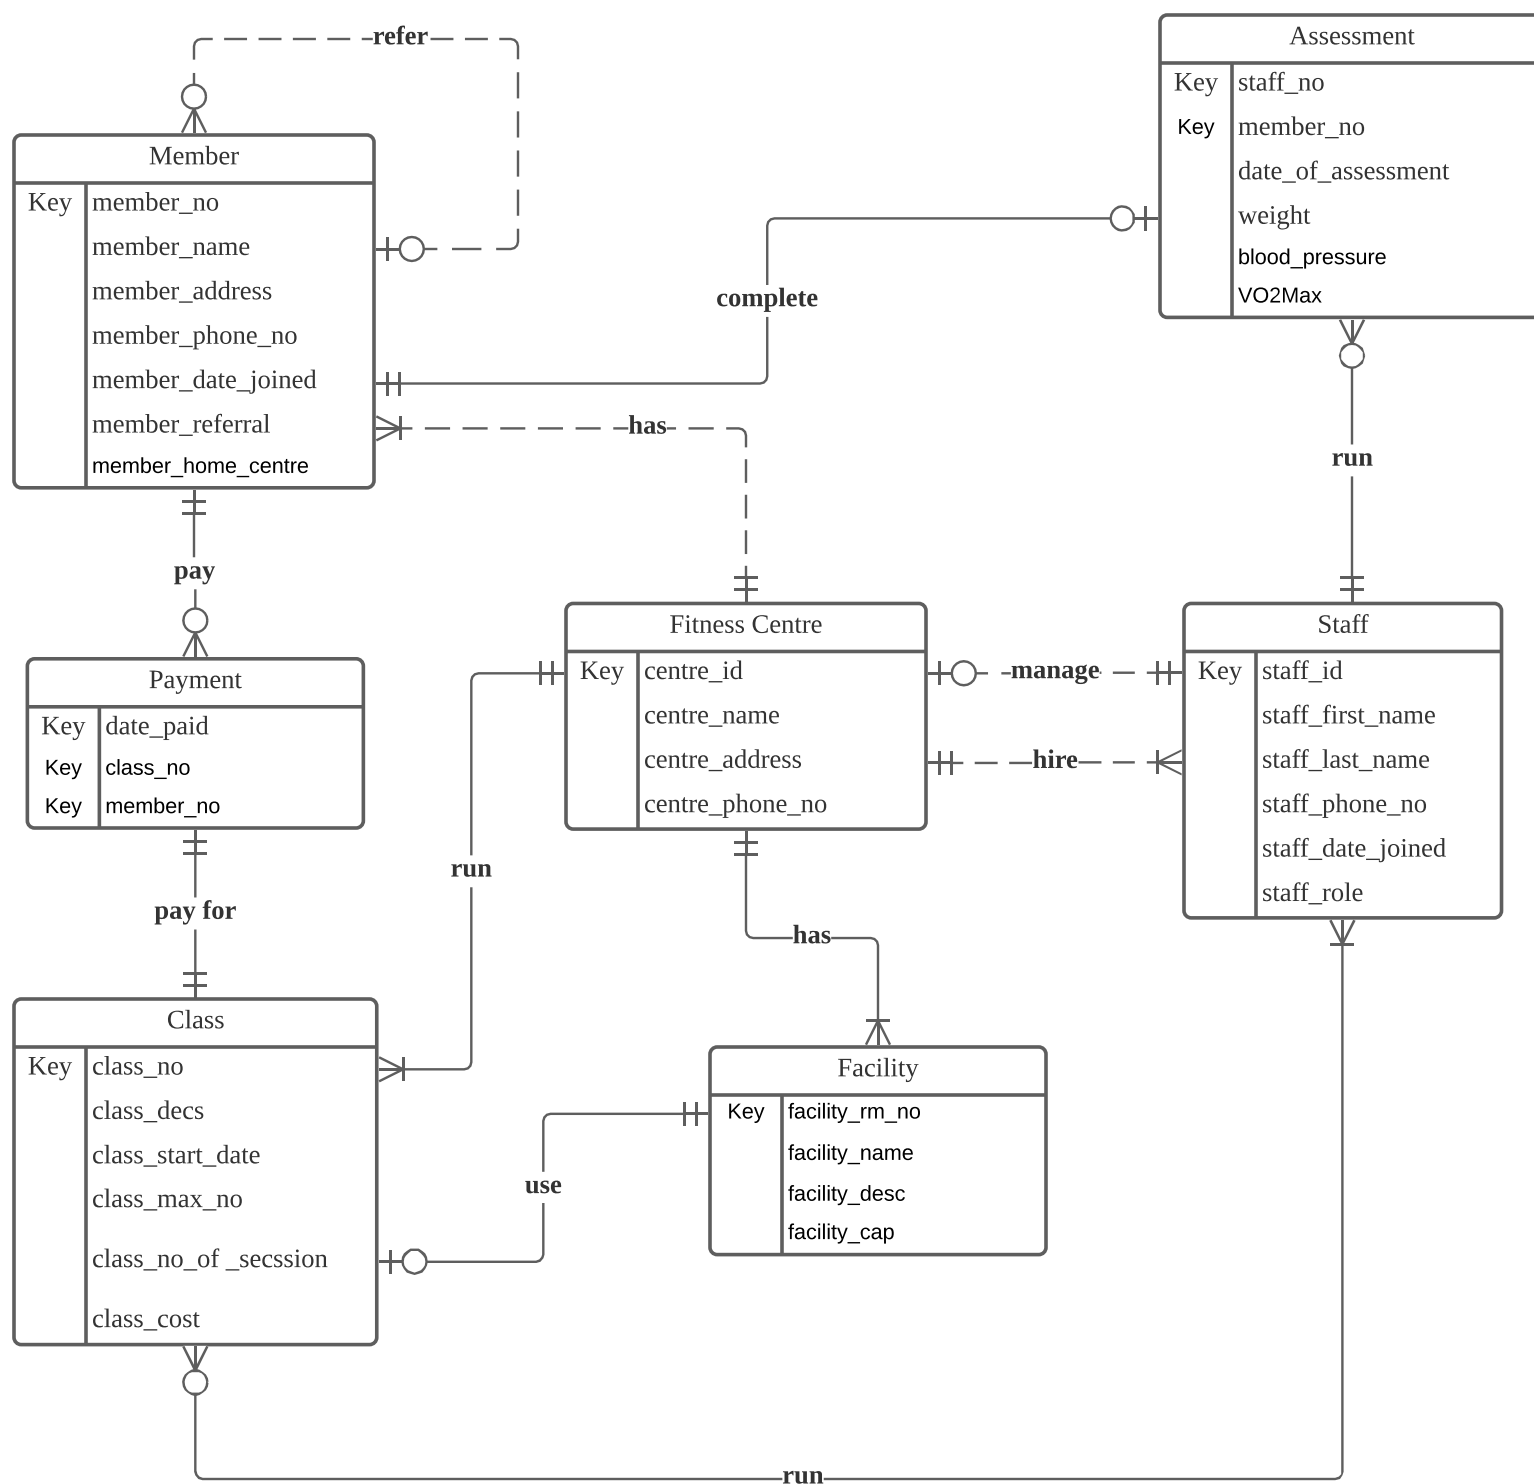 refer
Member
Key member_no
member_name
member_address
member_phone_no
member_date_joined
member_referral
member_home_centre
Assessment
Key staff_no
Key member_no
date_of_assessment
weight
blood_pressure
VO2Max
complete
has
run
pay
Payment
Key date_paid
Key class_no
Key member_no
Fitness Centre
Key centre_id
centre_name
centre_address
centre_phone_no
manage
hire
Staff
Key staff_id
staff_first_name
staff_last_name
staff_phone_no
staff_date_joined
staff_role
run
pay for
has
Class
Key class_no
class_decs
class_start_date
class_max_no
class_no_of _secssion
class_cost
use
Facility
Key facility_rm_no
facility_name
facility_desc
facility_cap
run